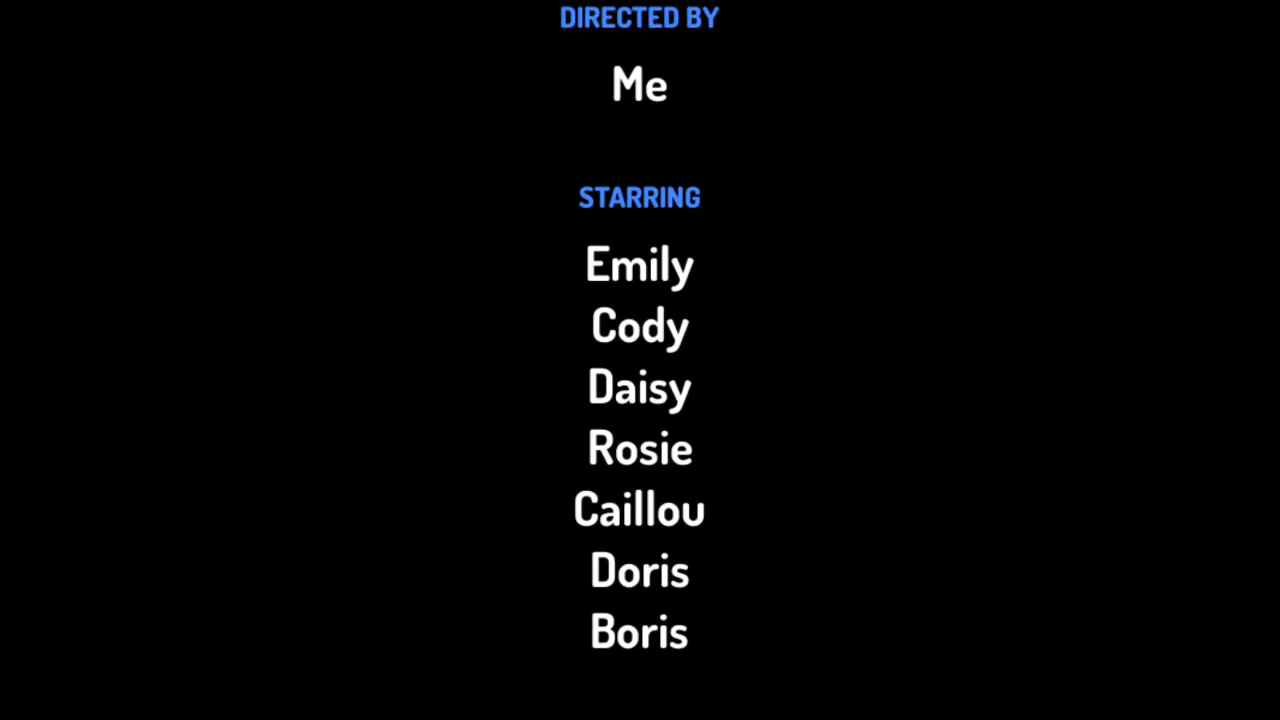 DIRECTED BY
Me
STARRING
Emily
Cody
Daisy
Rosie
Caillou
Doris
Boris